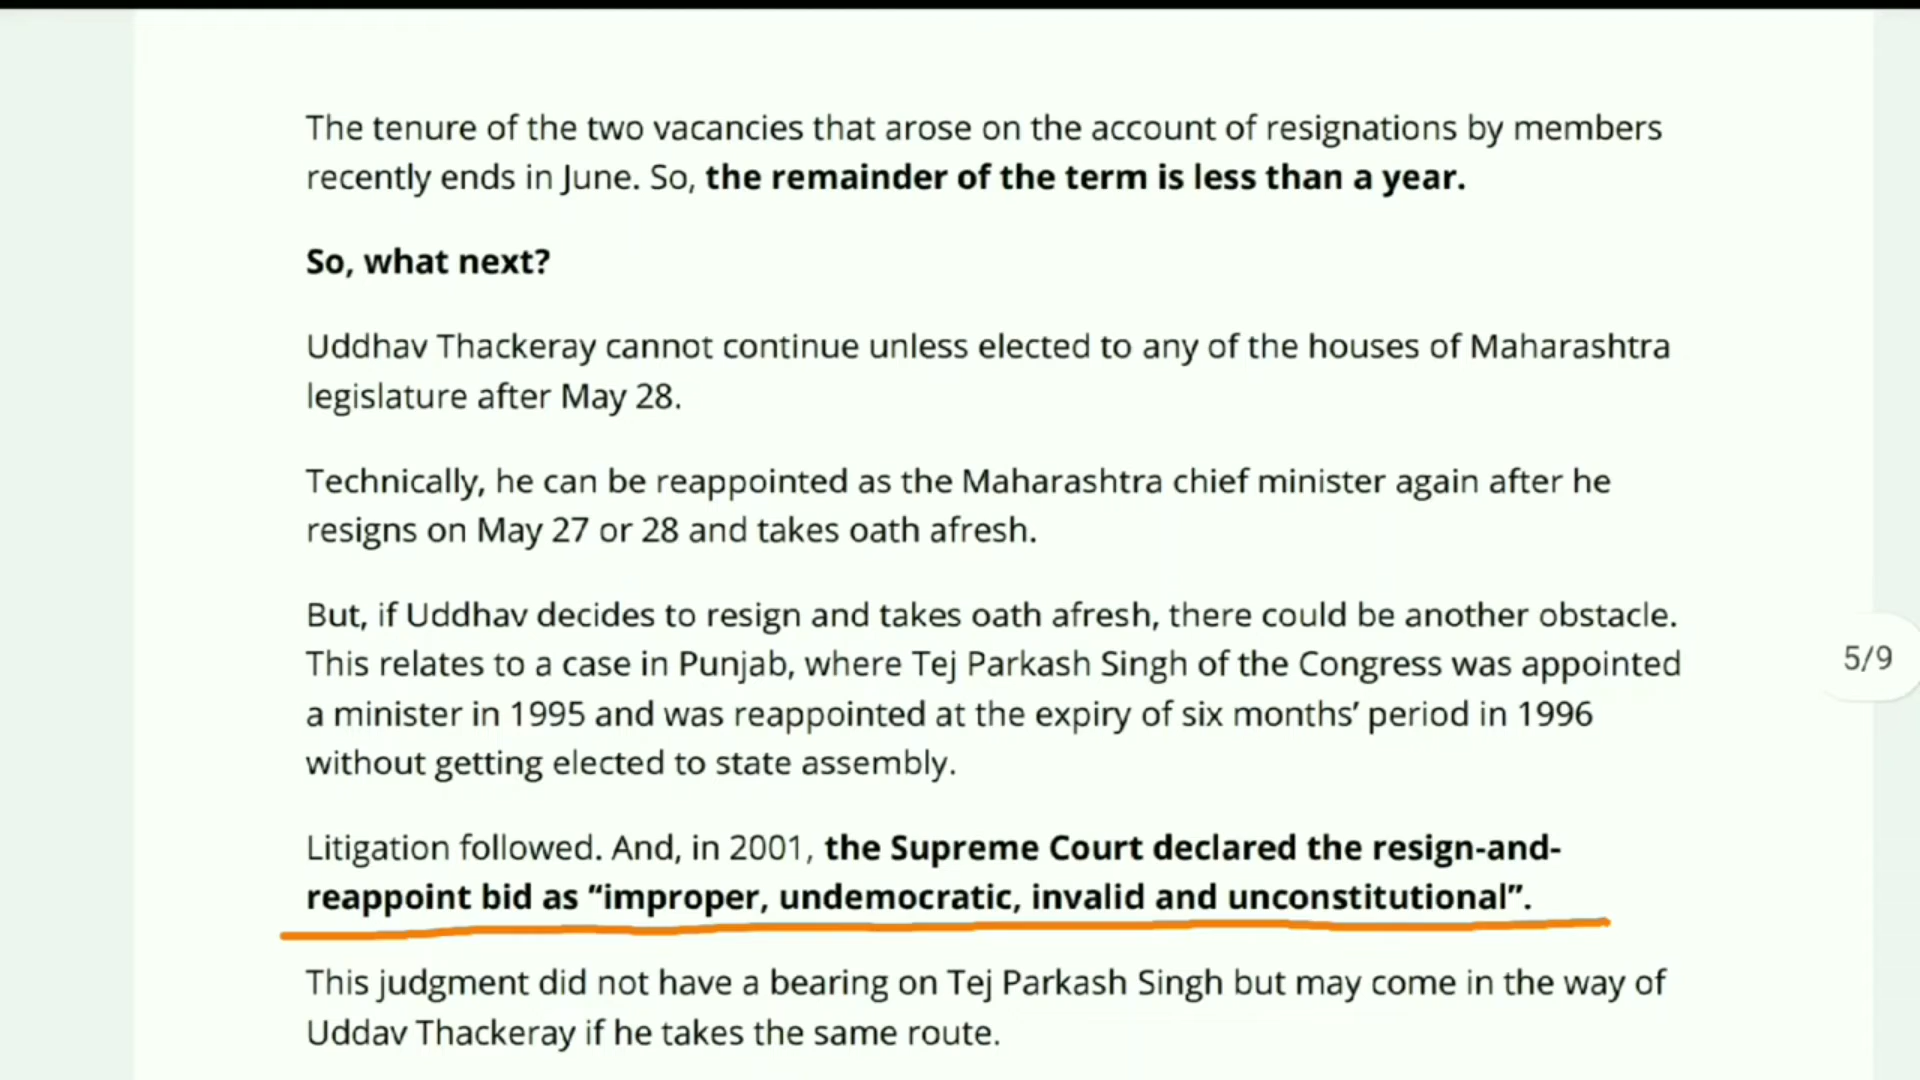 The tenure of the two vacancies that arose on the account of resignations by members
recently ends in June. So, the remainder of the term is less than a year.
So, what next?
Uddhav Thackeray cannot continue unless elected to any of the houses of Maharashtra
legislature after May 28.
Technically, he can be reappointed as the Maharashtra chief minister again after he
resigns on May 27 or 28 and takes oath afresh.
But, if Uddhav decides to resign and takes oath afresh, there could be another obstacle.
This relates to a case in Punjab, where Tej Parkash Singh of the Congress was appointed
a minister in 1995 and was reappointed at the expiry of six months’ period in 1996
without getting elected to state assembly.
Litigation followed. And, in 2001, the Supreme Court declared the resign-and-
reappoint bid as “improper, undemocratic, invalid and unconstitutional”.
This judgment did not have a bearing on Tej Parkash Singh but may come in the way of
Uddav Thackeray if he takes the same route.
5/9